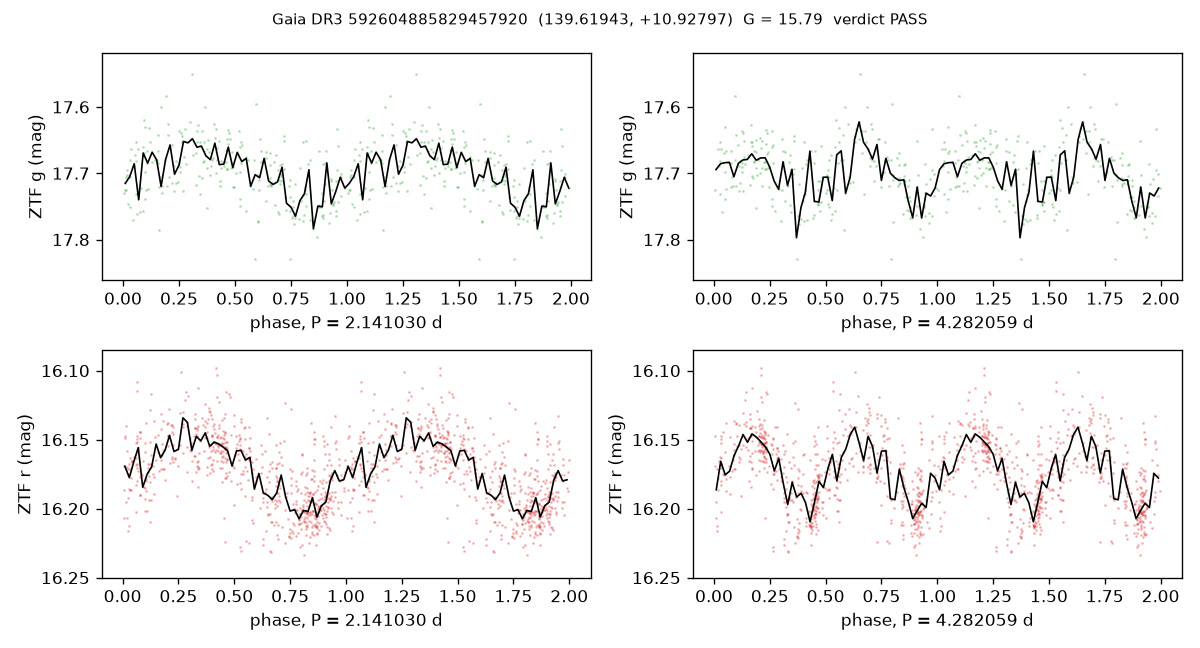 Gaia DR3 592604885829457920 (139.61943, +10.92797) G = 15.79 verdict PASS
ZTF g (mag)
17.6
17.7
17.8
0.00 0.25 0.50 0.75 1.00 1.25 1.50 1.75 2.00
phase, P = 2.141030 d
ZTF g (mag)
17.6
17.7
17.8
0.00 0.25 0.50 0.75 1.00 1.25 1.50 1.75 2.00
phase, P = 4.282059 d
ZTF r (mag)
16.10
16.15
16.20
16.25
0.00 0.25 0.50 0.75 1.00 1.25 1.50 1.75 2.00
phase, P = 2.141030 d
ZTF r (mag)
16.10
16.15
16.20
16.25
0.00 0.25 0.50 0.75 1.00 1.25 1.50 1.75 2.00
phase, P = 4.282059 d